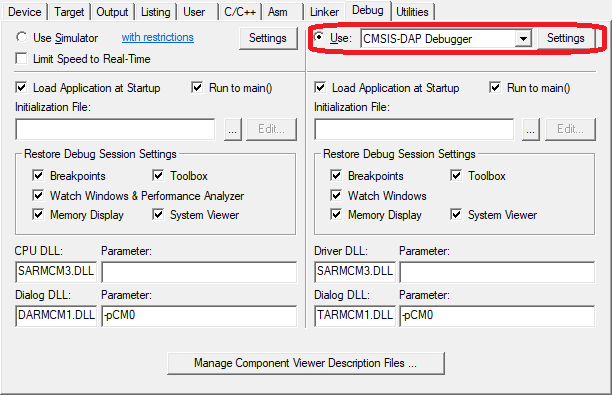 Device Target Output Listing User C/C++ Asm Linker Debug Utilities
Use Simulator with restrictions Settings
Limit Speed to Real-Time
Load Application at Startup Run to main()
Initialization File:
... Edit...
Restore Debug Session Settings
Breakpoints Toolbox
Watch Windows & Performance Analyzer
Memory Display System Viewer
CPU DLL: Parameter:
SARMCM3.DLL
Dialog DLL: Parameter:
DARMCM1.DLL -pCM0
Use: CMSIS-DAP Debugger Settings
Load Application at Startup Run to main()
Initialization File:
... Edit...
Restore Debug Session Settings
Breakpoints Toolbox
Watch Windows
Memory Display System Viewer
Driver DLL: Parameter:
SARMCM3.DLL
Dialog DLL: Parameter:
TARMCM1.DLL -pCM0
Manage Component Viewer Description Files ...